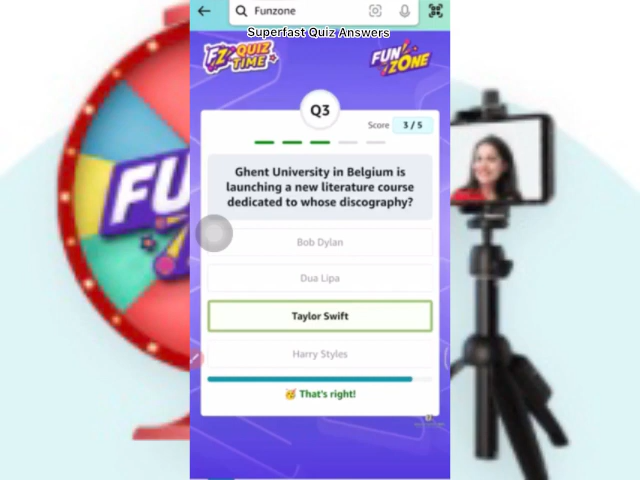 Funzone
Superfast Quiz Answers
FZ QUIZ
TIME
FUN
ZONE
Q3
Score 3 / 5
Ghent University in Belgium is
launching a new literature course
dedicated to whose discography?
Bob Dylan
Dua Lipa
Taylor Swift
Harry Styles
🥳 That's right!
FU